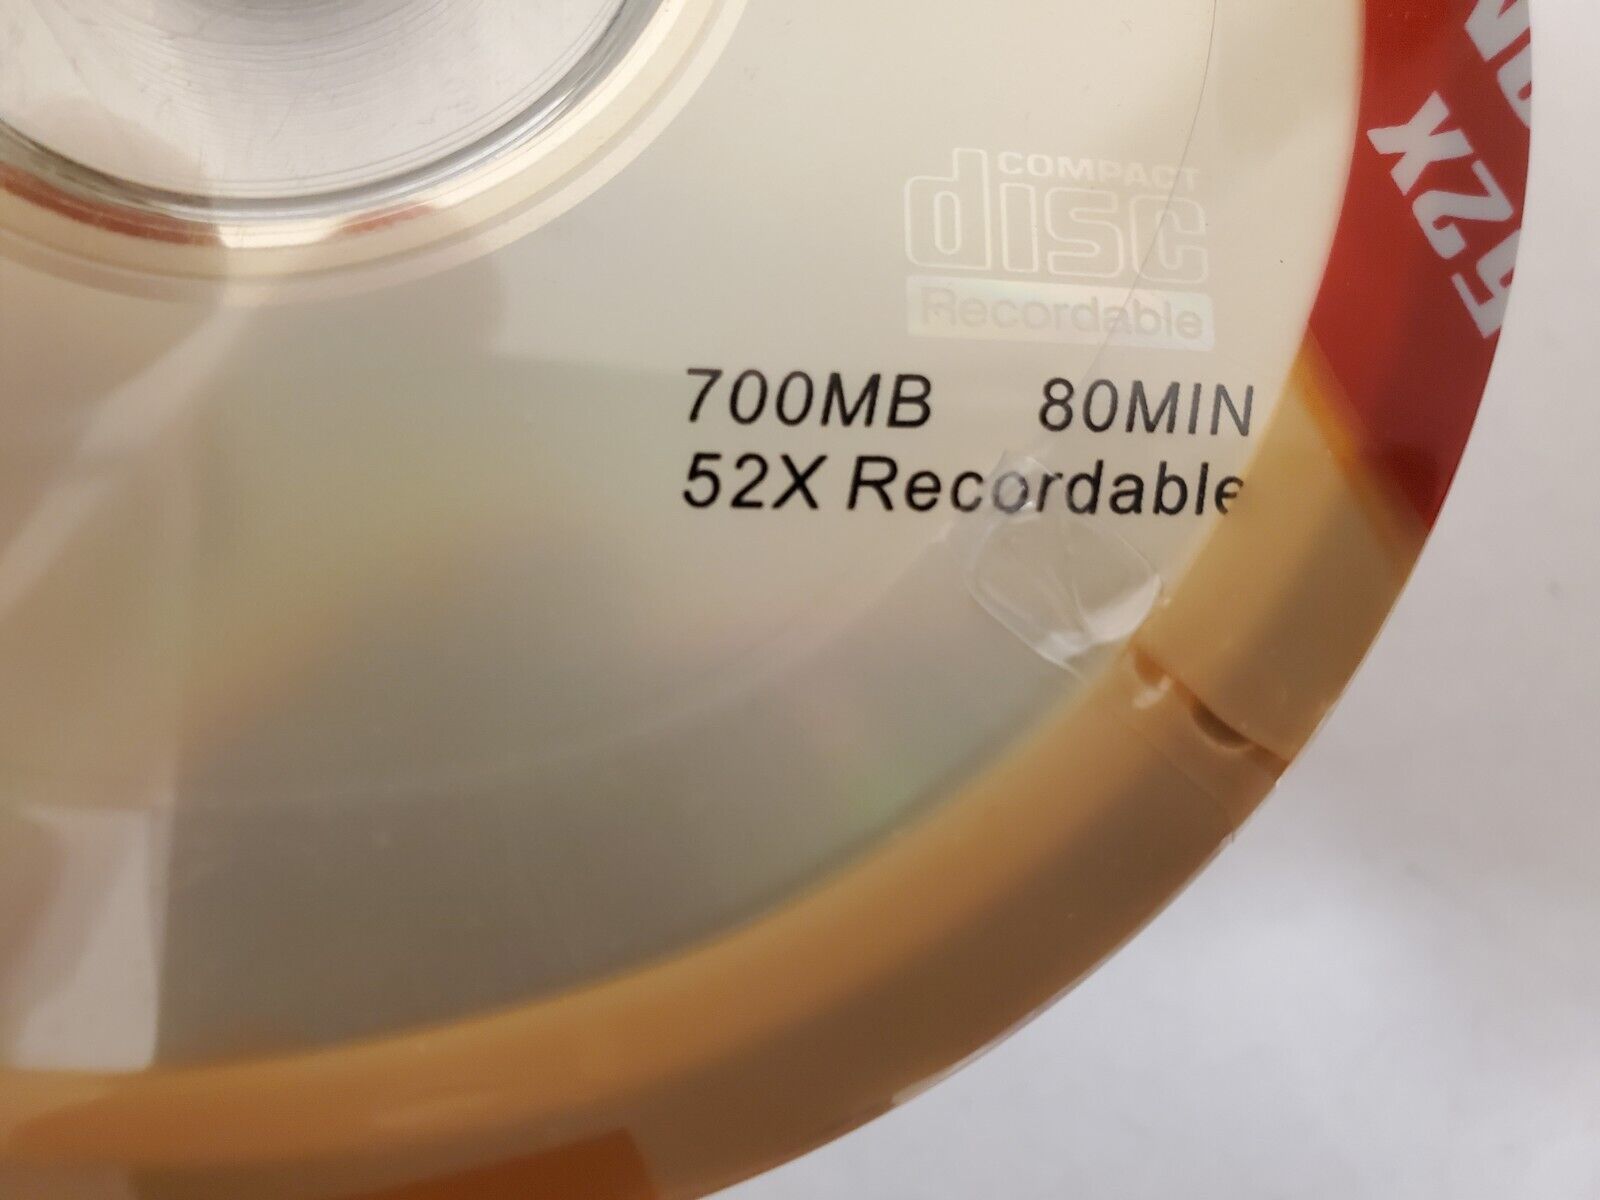 COMPACT
disc
Recordable
700MB 80MIN
52X Recordable
52X